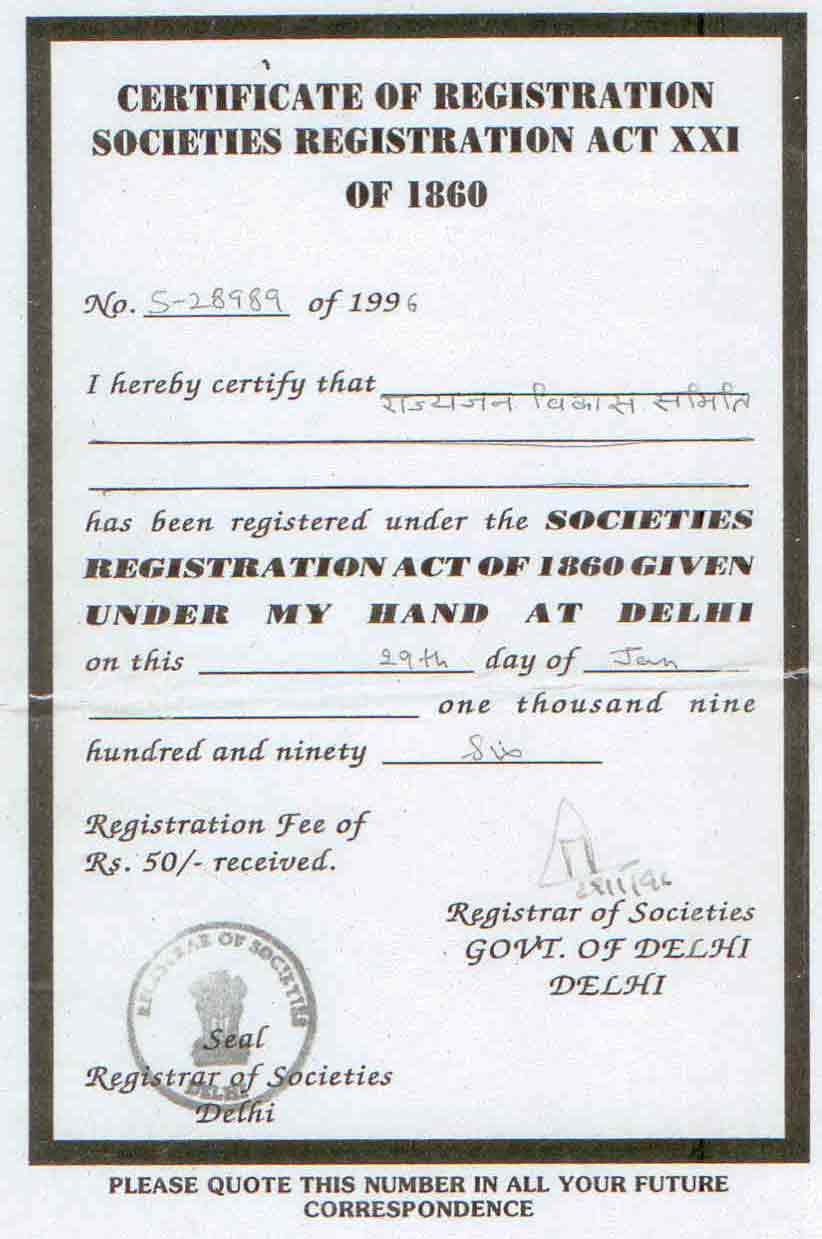 CERTIFICATE OF REGISTRATION
SOCIETIES REGISTRATION ACT XXI
OF 1860
No. S-28989 of 1996
I hereby certify that राज्यजन विकास समिति
has been registered under the SOCIETIES
REGISTRATION ACT OF 1860 GIVEN
UNDER MY HAND AT DELHI
on this 29th day of Jan
one thousand nine
hundred and ninety Six
Registration Fee of
Rs. 50/- received.
Registrar of Societies
GOVT. OF DELHI
DELHI
REGISTRAR OF SOCIETIES
DELHI
Seal
Registrar of Societies
Delhi
PLEASE QUOTE THIS NUMBER IN ALL YOUR FUTURE
CORRESPONDENCE